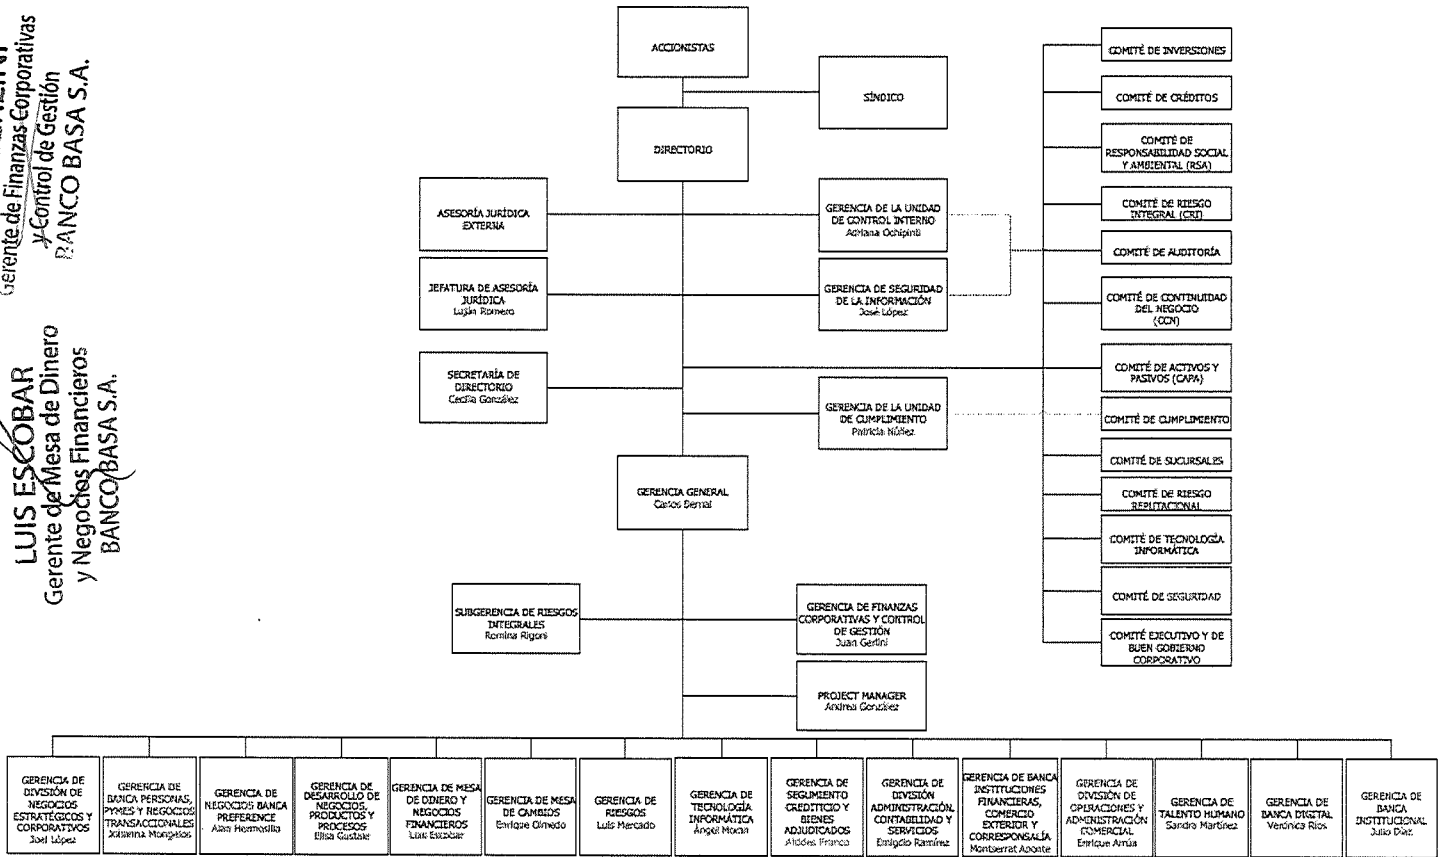 Gerente de Finanzas Corporativas
y Control de Gestión
BANCO BASA S.A.
LUIS ESCOBAR
Gerente de Mesa de Dinero
y Negocios Financieros
BANCO BASA S.A.
ACCIONISTAS
SÍNDICO
DIRECTORIO
ASESORÍA JURÍDICA
EXTERNA
GERENCIA DE LA UNIDAD
DE CONTROL INTERNO
Adriana Ochipinti
JEFATURA DE ASESORÍA
JURÍDICA
Luján Romero
GERENCIA DE SEGURIDAD
DE LA INFORMACIÓN
José López
SECRETARÍA DE
DIRECTORIO
Cecilia González
GERENCIA DE LA UNIDAD
DE CUMPLIMIENTO
Patricia Núñez
GERENCIA GENERAL
Carlos Bernal
SUBGERENCIA DE RIESGOS
INTEGRALES
Romina Rigoni
GERENCIA DE FINANZAS
CORPORATIVAS Y CONTROL
DE GESTIÓN
Juan Gerlini
PROJECT MANAGER
Andrea González
COMITÉ DE INVERSIONES
COMITÉ DE CRÉDITOS
COMITÉ DE
RESPONSABILIDAD SOCIAL
Y AMBIENTAL (RSA)
COMITÉ DE RIESGO
INTEGRAL (CRI)
COMITÉ DE AUDITORÍA
COMITÉ DE CONTINUIDAD
DEL NEGOCIO
(CCN)
COMITÉ DE ACTIVOS Y
PASIVOS (CAPA)
COMITÉ DE CUMPLIMIENTO
COMITÉ DE SUCURSALES
COMITÉ DE RIESGO
REPUTACIONAL
COMITÉ DE TECNOLOGÍA
INFORMÁTICA
COMITÉ DE SEGURIDAD
COMITÉ EJECUTIVO Y DE
BUEN GOBIERNO
CORPORATIVO
GERENCIA DE
DIVISIÓN DE
NEGOCIOS
ESTRATÉGICOS Y
CORPORATIVOS
Joel López
GERENCIA DE
BANCA PERSONAS,
PYMES Y NEGOCIOS
TRANSACCIONALES
GERENCIA DE
NEGOCIOS BANCA
PREFERENCE
Alan Hermosilla
GERENCIA DE
DESARROLLO DE
NEGOCIOS,
PRODUCTOS Y
PROCESOS
Elisa
GERENCIA DE MESA
DE DINERO Y
NEGOCIOS
FINANCIEROS
Luis Escobar
GERENCIA DE MESA
DE CAMBIOS
Enrique Olmedo
GERENCIA DE
RIESGOS
Luis Mercado
GERENCIA DE
TECNOLOGÍA
INFORMÁTICA
Ángel
GERENCIA DE
SEGUIMIENTO
CREDITICIO Y
BIENES
ADJUDICADOS
Alcides Franco
GERENCIA DE
DIVISIÓN
ADMINISTRACIÓN,
CONTABILIDAD Y
SERVICIOS
Emigdio Ramírez
GERENCIA DE BANCA
INSTITUCIONES
FINANCIERAS,
COMERCIO
EXTERIOR Y
CORRESPONSALÍA
Montserrat Aponte
GERENCIA DE
DIVISIÓN DE
OPERACIONES Y
ADMINISTRACIÓN
COMERCIAL
Enrique Arrúa
GERENCIA DE
TALENTO HUMANO
Sandra Martínez
GERENCIA DE
BANCA DIGITAL
Verónica Ríos
GERENCIA DE
BANCA
INSTITUCIONAL
Julio Díaz